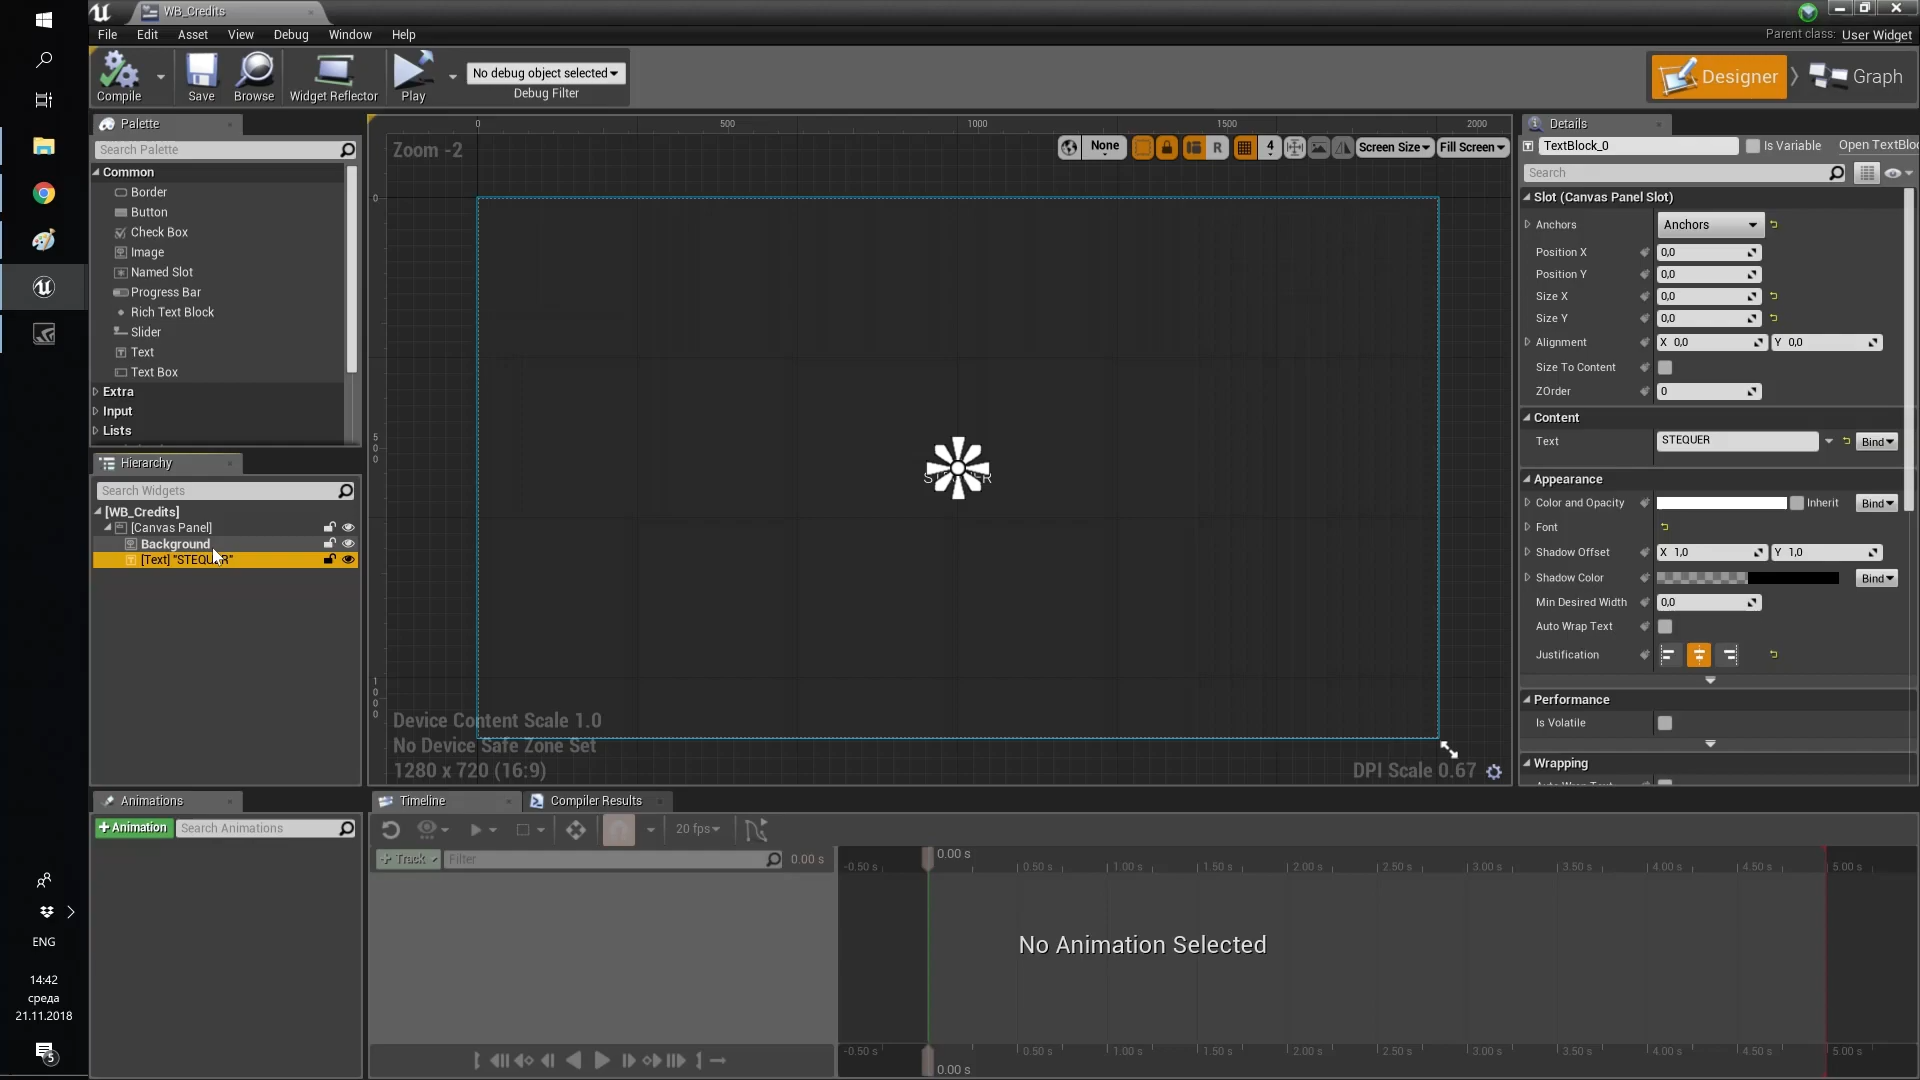 WB_Credits
File Edit Asset View Debug Window Help
Parent class: User Widget
Compile
Save
Browse
Widget Reflector
Play
No debug object selected
Debug Filter
Designer
Graph
Palette
Search Palette
Common
Border
Button
Check Box
Image
Named Slot
Progress Bar
Rich Text Block
Slider
Text
Text Box
Extra
Input
Lists
Hierarchy
Search Widgets
[WB_Credits]
[Canvas Panel]
Background
[Text] "STEQUER"
Zoom -2
0 500 1000 1500 2000
0
500
1000
None
R
4
Screen Size
Fill Screen
Device Content Scale 1.0
No Device Safe Zone Set
1280 x 720 (16:9)
DPI Scale 0.67
Details
TextBlock_0
Is Variable
Open TextBloc
Search
Slot (Canvas Panel Slot)
Anchors Anchors
Position X 0,0
Position Y 0,0
Size X 0,0
Size Y 0,0
Alignment X 0,0 Y 0,0
Size To Content
ZOrder 0
Content
Text STEQUER Bind
Appearance
Color and Opacity Inherit Bind
Font
Shadow Offset X 1,0 Y 1,0
Shadow Color Bind
Min Desired Width 0,0
Auto Wrap Text
Justification
Performance
Is Volatile
Wrapping
Animations
+Animation
Search Animations
Timeline
Compiler Results
20 fps
+ Track
Filter
0.00 s
0.00 s
-0.50 s 0.50 s 1.00 s 1.50 s 2.00 s 2.50 s 3.00 s 3.50 s 4.00 s 4.50 s 5.00 s
No Animation Selected
-0.50 s 0.50 s 1.00 s 1.50 s 2.00 s 2.50 s 3.00 s 3.50 s 4.00 s 4.50 s 5.00 s
0.00 s
ENG
14:42
среда
21.11.2018
5